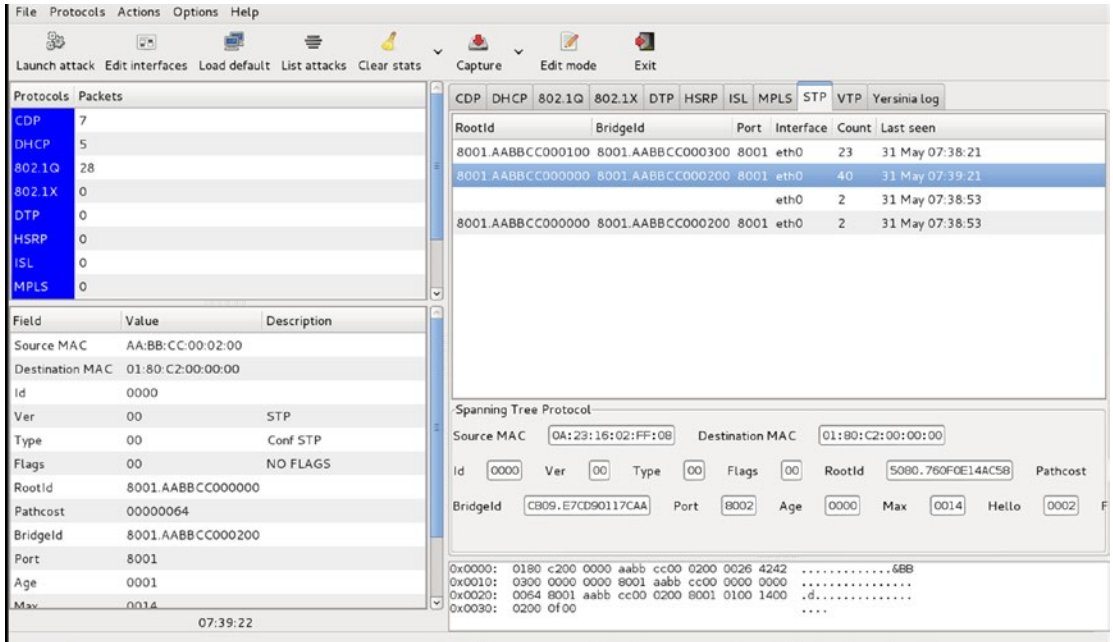 File Protocols Actions Options Help
Launch attack Edit interfaces Load default List attacks Clear stats Capture Edit mode Exit
Protocols Packets
CDP 7
DHCP 5
802.1Q 28
802.1X 0
DTP 0
HSRP 0
ISL 0
MPLS 0
Field Value Description
Source MAC AA:BB:CC:00:02:00
Destination MAC 01:80:C2:00:00:00
Id 0000
Ver 00 STP
Type 00 Conf STP
Flags 00 NO FLAGS
RootId 8001.AABBCC000000
Pathcost 00000064
BridgeId 8001.AABBCC000200
Port 8001
Age 0001
Max 0014
07:39:22
CDP DHCP 802.1Q 802.1X DTP HSRP ISL MPLS STP VTP Yersinia log
RootId BridgeId Port Interface Count Last seen
8001.AABBCC000100 8001.AABBCC000300 8001 eth0 23 31 May 07:38:21
8001.AABBCC000000 8001.AABBCC000200 8001 eth0 40 31 May 07:39:21
eth0 2 31 May 07:38:53
8001.AABBCC000000 8001.AABBCC000200 8001 eth0 2 31 May 07:38:53
Spanning Tree Protocol
Source MAC 0A:23:16:02:FF:08 Destination MAC 01:80:C2:00:00:00
Id 0000 Ver 00 Type 00 Flags 00 RootId 5080.760F0E14AC58 Pathcost
BridgeId CB09.E7CD90117CAA Port 8002 Age 0000 Max 0014 Hello 0002 F
0x0000: 0180 c200 0000 aabb cc00 0200 0026 4242 .............&BB
0x0010: 0300 0000 0000 8001 aabb cc00 0000 0000 ................
0x0020: 0064 8001 aabb cc00 0200 8001 0100 1400 .d..............
0x0030: 0200 0f00 ....